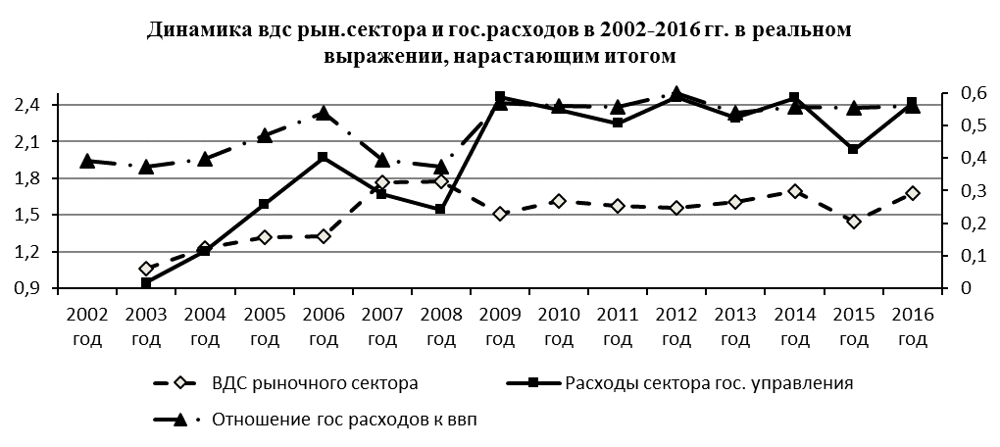 Динамика вдс рын.сектора и гос.расходов в 2002-2016 гг. в реальном
выражении, нарастающим итогом
2,4
2,1
1,8
1,5
1,2
0,9
0,6
0,5
0,4
0,3
0,2
0,1
0
2002 2003 2004 2005 2006 2007 2008 2009 2010 2011 2012 2013 2014 2015 2016
год год год год год год год год год год год год год год год
ВДС рыночного сектора
Расходы сектора гос. управления
Отношение гос расходов к ввп